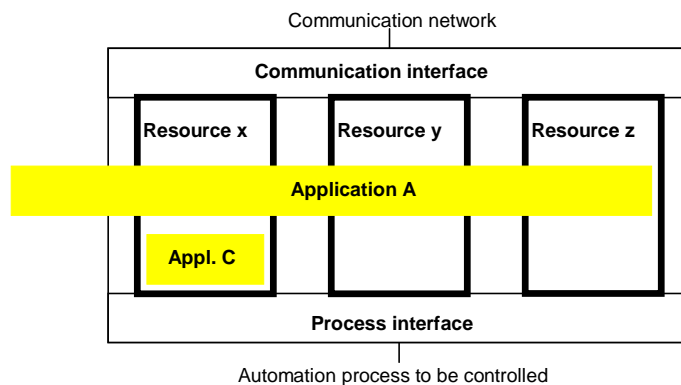 Communication network
Communication interface
Resource x
Resource y
Resource z
Application A
Appl. C
Process interface
Automation process to be controlled